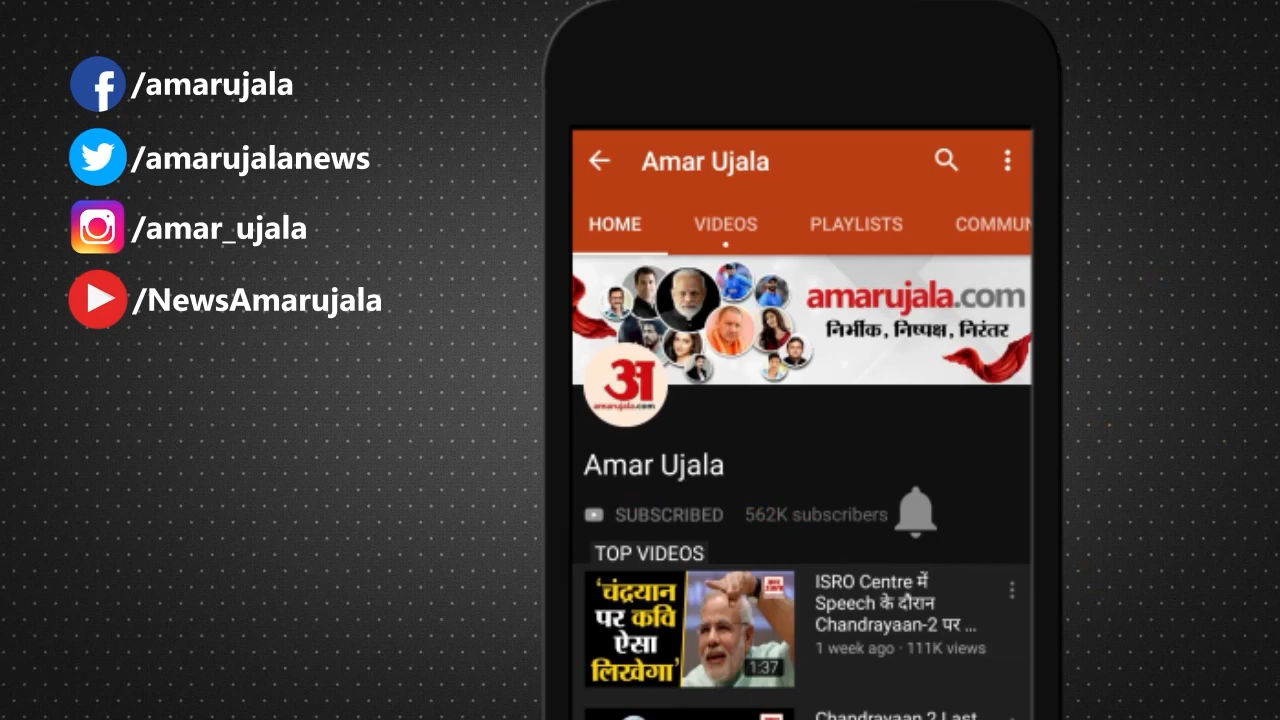 /amarujala
/amarujalanews
/amar_ujala
/NewsAmarujala
Amar Ujala
HOME VIDEOS PLAYLISTS COMMUN
amarujala.com
निर्भीक, निष्पक्ष, निरंतर
अ
amarujala.com
Amar Ujala
SUBSCRIBED 562K subscribers
TOP VIDEOS
'चंद्रयान
पर कवि
ऐसा
लिखेगा'
1:37
ISRO Centre में
Speech के दौरान
Chandrayaan-2 पर ...
1 week ago · 111K views
Chandrayaan 2 Last